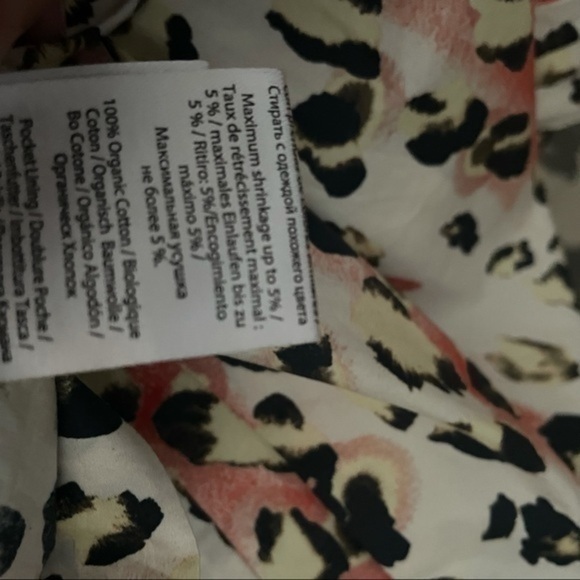 Стирать с одеждой похожего цвета
Maximum shrinkage up to 5% /
Taux de rétrécissement maximal :
5 % / maximales Einlaufen bis zu
5 % / Ritiro: 5%/Encogimiento
máximo 5% /
Максимальная усушка
не более 5 %.
100% Organic Cotton / Biologique
Coton / Organisch Baumwolle /
Bo Cotone / Orgánico Algodón /
Органическ Хлопок
Pocket Lining / Doublure Poche /
Taschenfutter / Imbottitura Tasca /